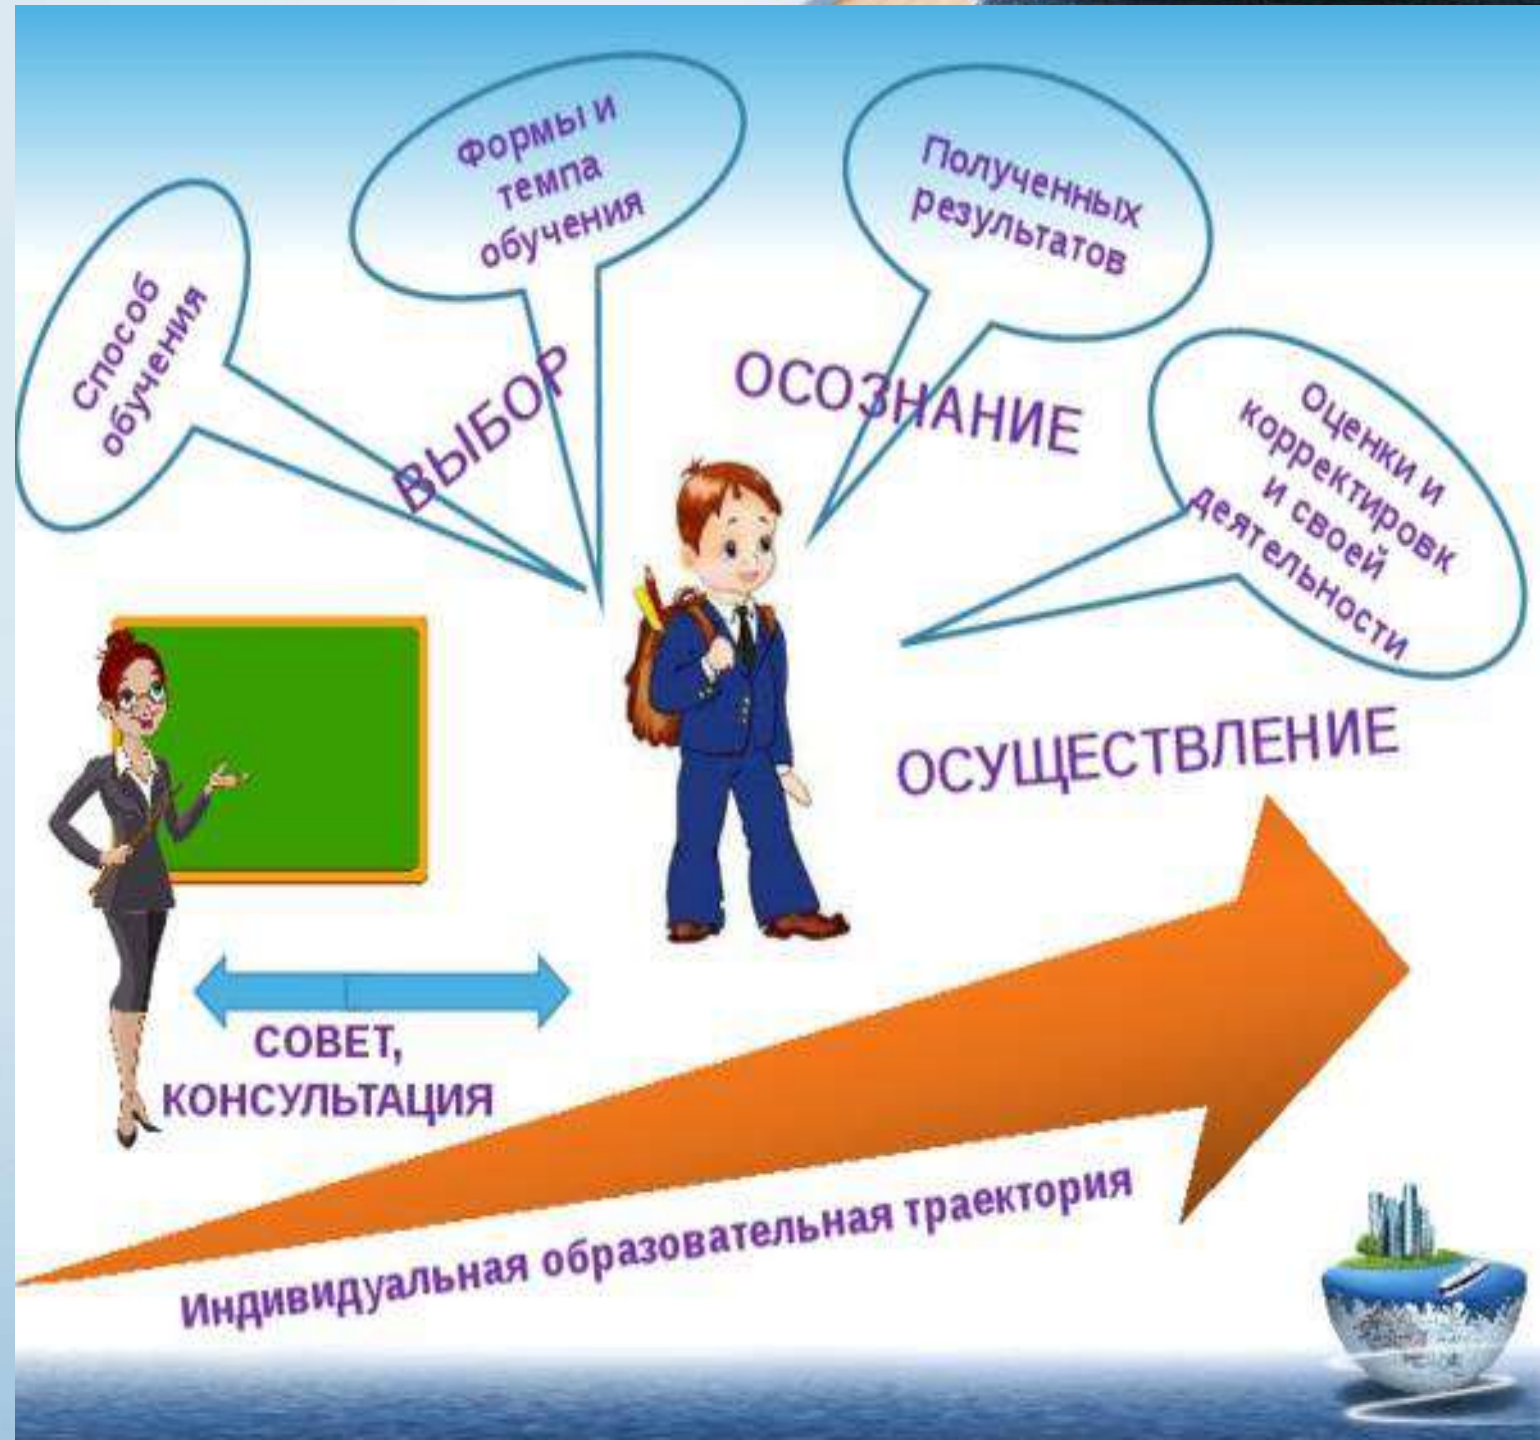 Способ
обучения
Формы и
темпа
обучения
ВЫБОР
Полученных
результатов
ОСОЗНАНИЕ
Оценки и
корректировк
и своей
деятельности
ОСУЩЕСТВЛЕНИЕ
СОВЕТ,
КОНСУЛЬТАЦИЯ
Индивидуальная образовательная траектория